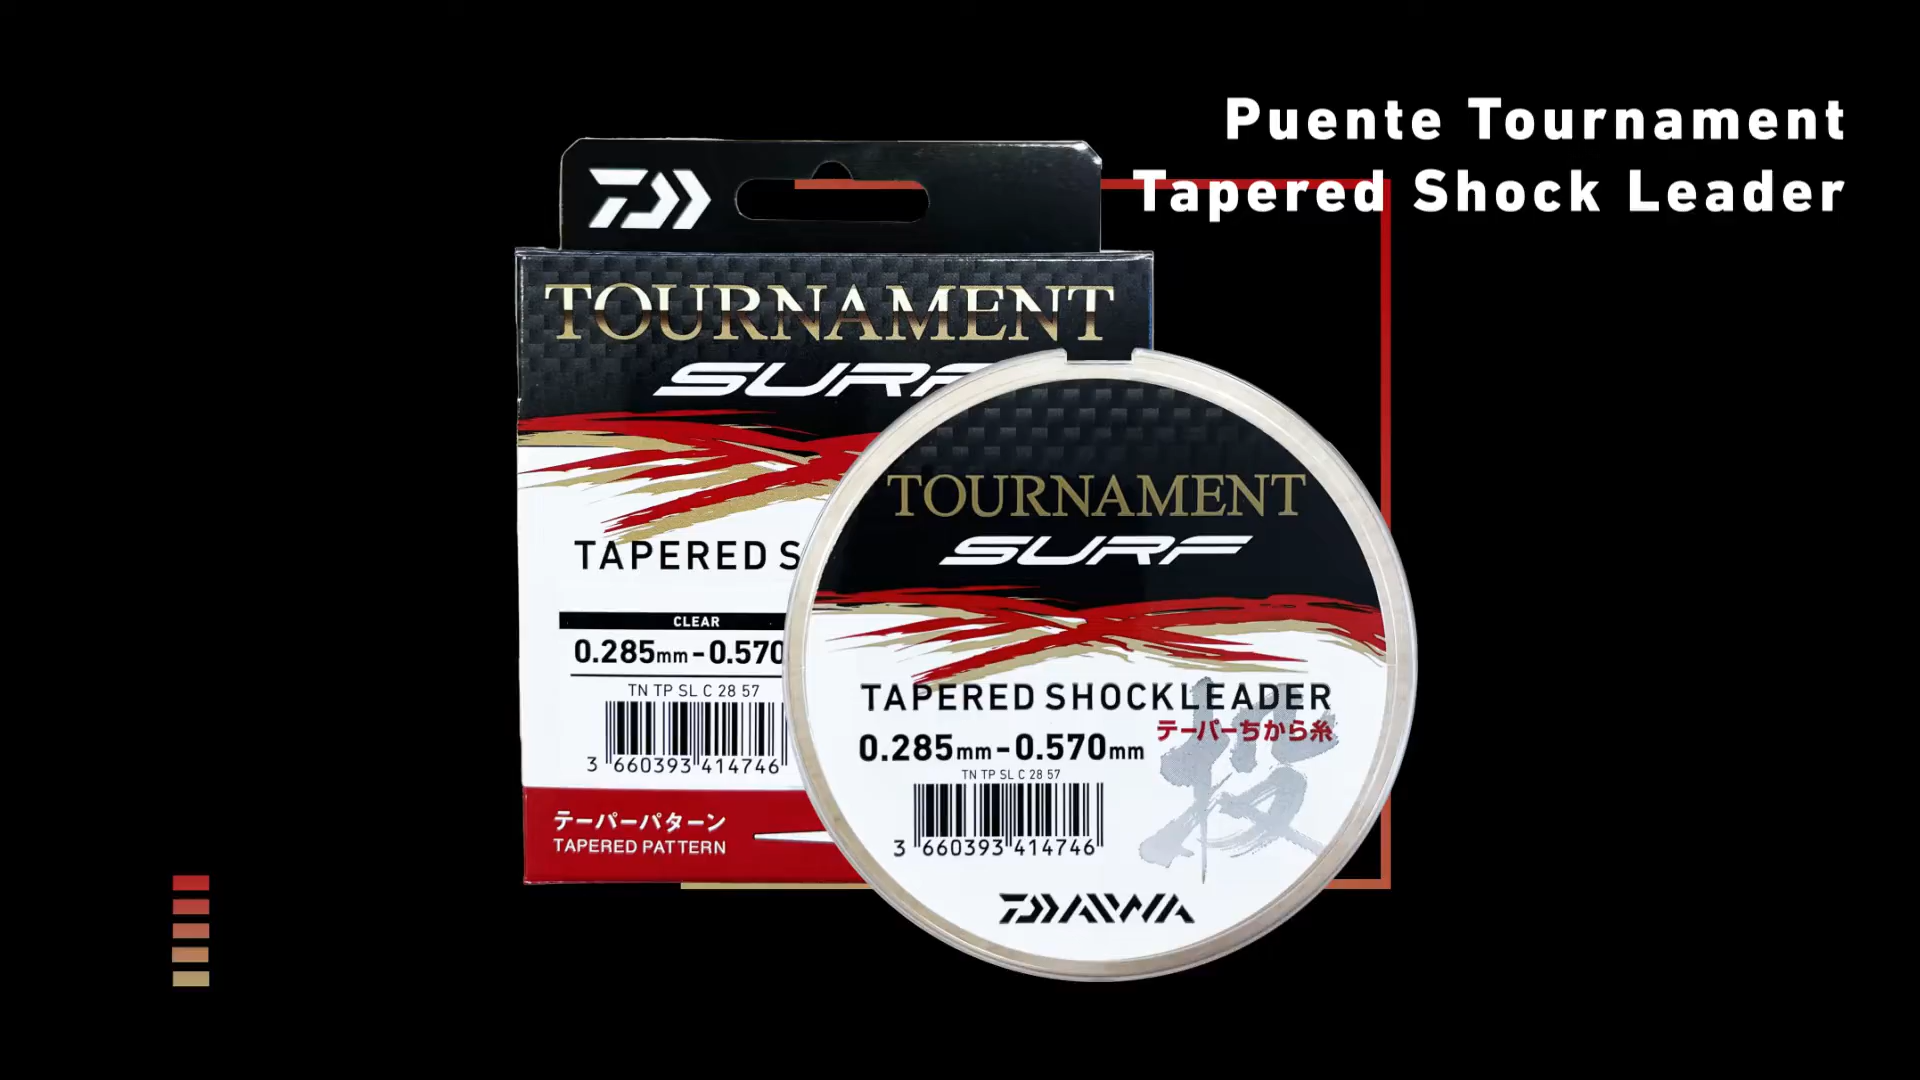 Puente Tournament
Tapered Shock Leader
TOURNAMENT
SURF
TAPERED S
CLEAR
0.285mm-0.570
TN TP SL C 28 57
3 660393 414746
テーパーパターン
TAPERED PATTERN
TOURNAMENT
SURF
TAPERED SHOCKLEADER
テーパーちから糸
0.285mm-0.570mm
TN TP SL C 28 57
3 660393 414746
投
DAIWA